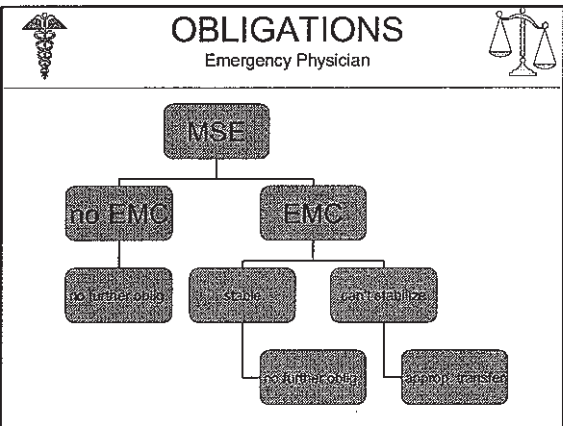 OBLIGATIONS
Emergency Physician
MSE
no EMC
EMC
no further oblig
stable
can't stabilize
no further oblig
approp. transfer